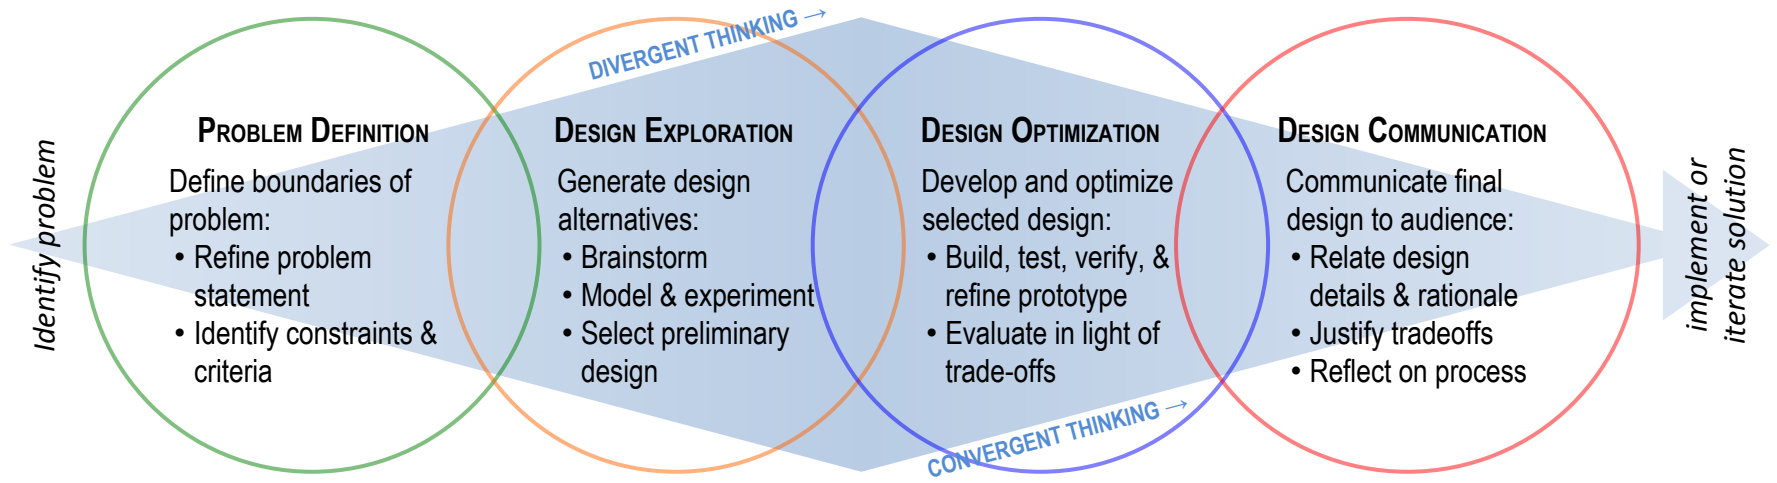 Identify problem
DIVERGENT THINKING →
PROBLEM DEFINITION
Define boundaries of
problem:
• Refine problem
statement
• Identify constraints &
criteria
DESIGN EXPLORATION
Generate design
alternatives:
• Brainstorm
• Model & experiment
• Select preliminary
design
DESIGN OPTIMIZATION
Develop and optimize
selected design:
• Build, test, verify, &
refine prototype
• Evaluate in light of
trade-offs
CONVERGENT THINKING →
DESIGN COMMUNICATION
Communicate final
design to audience:
• Relate design
details & rationale
• Justify tradeoffs
• Reflect on process
implement or
iterate solution